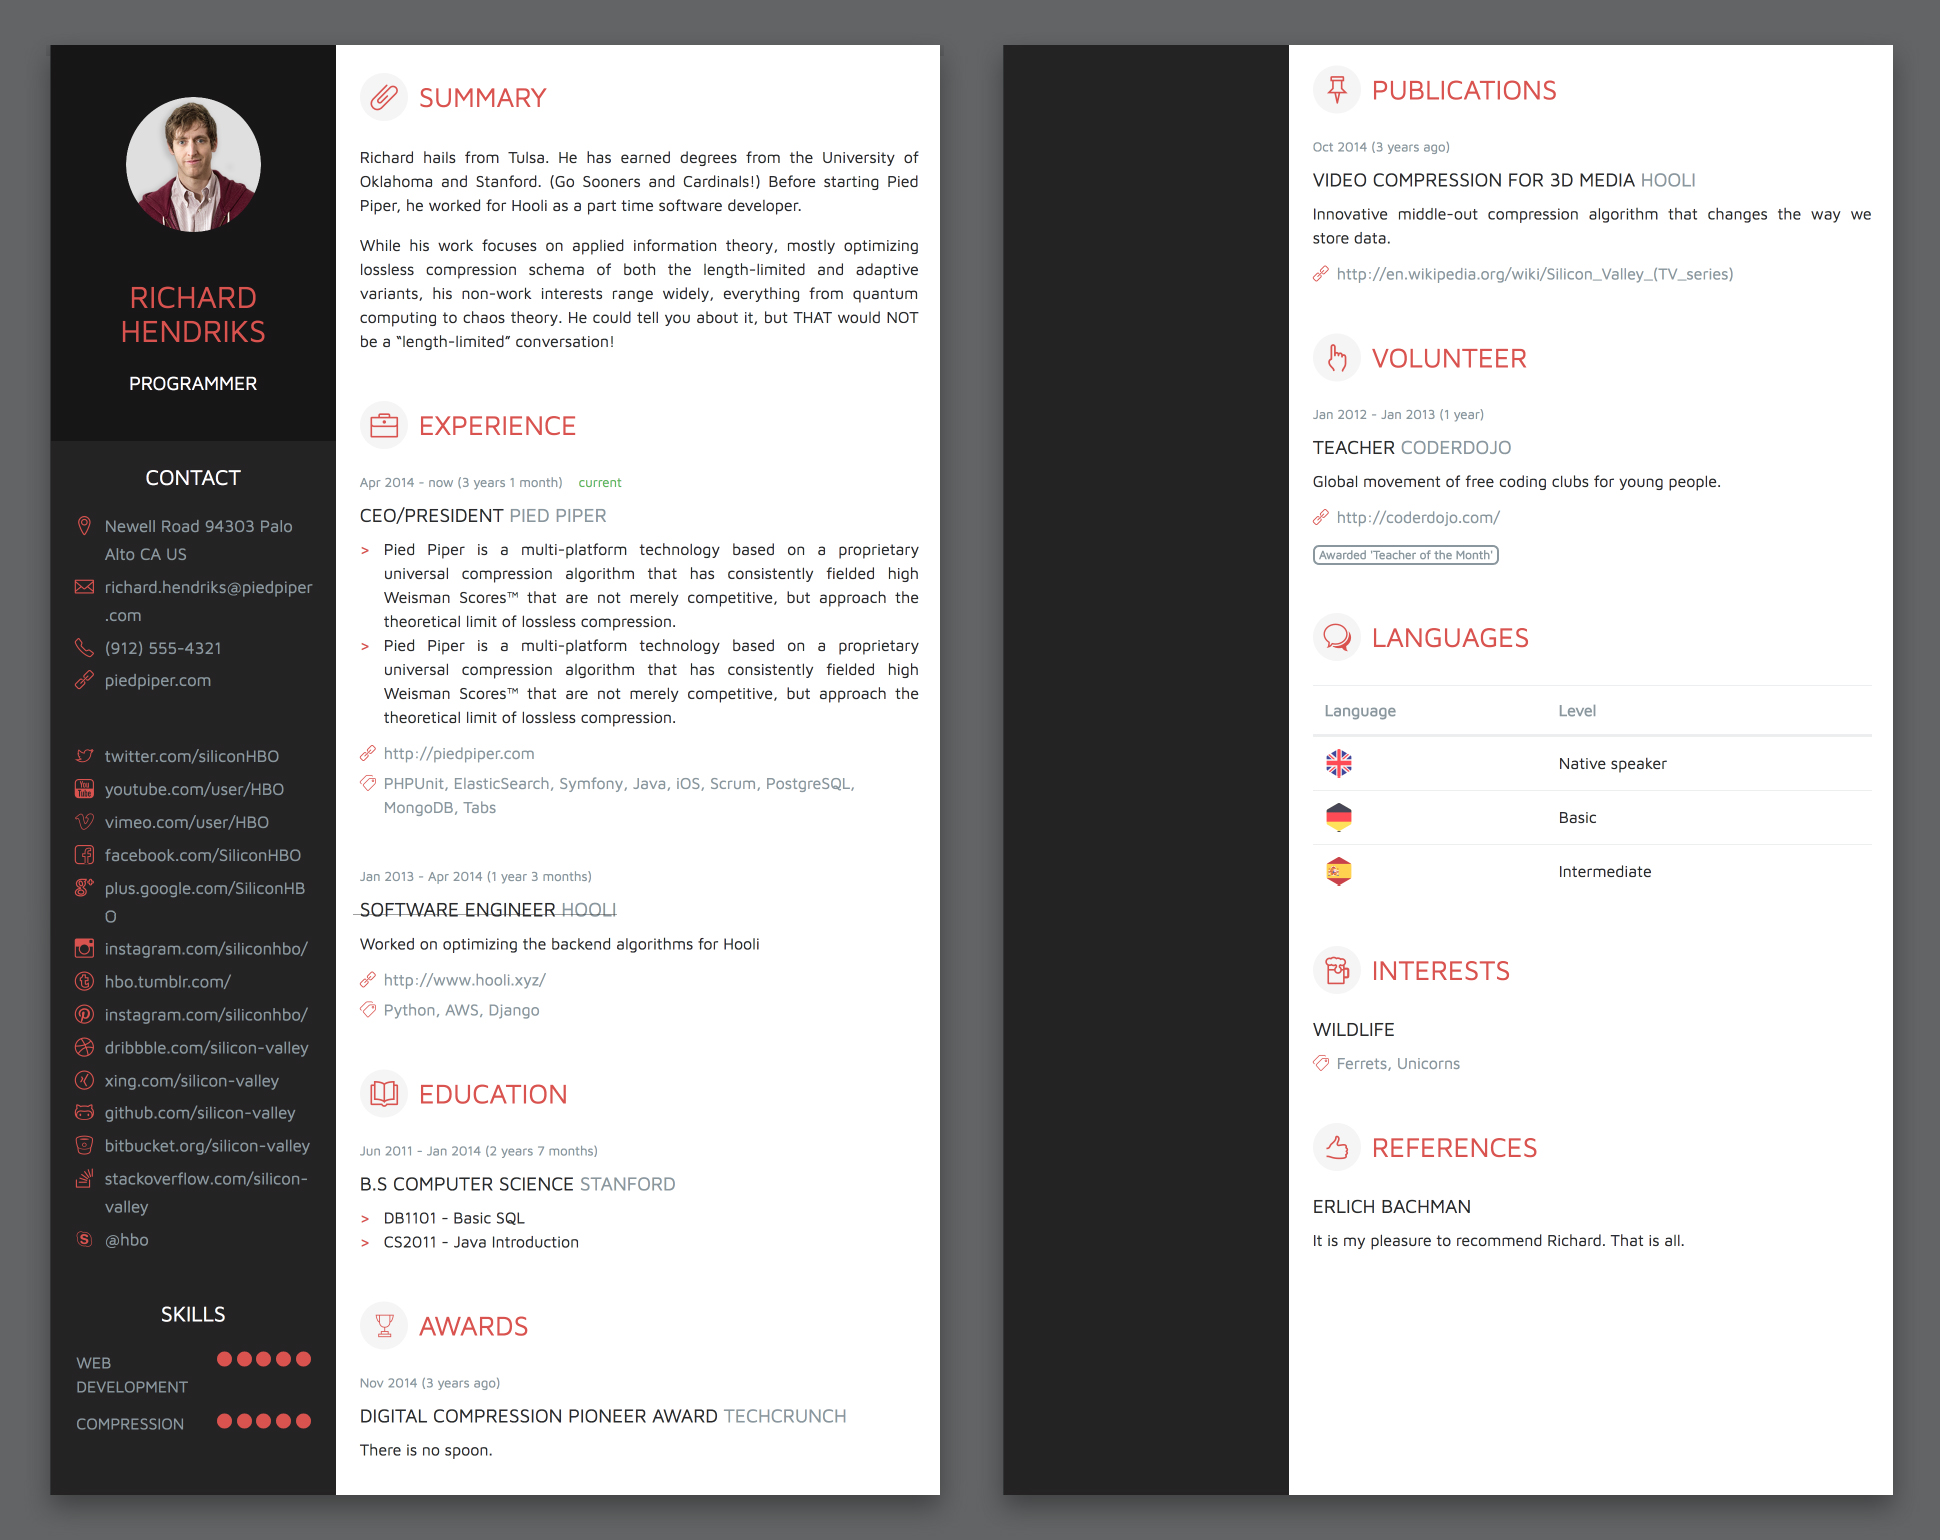 RICHARD
HENDRIKS
PROGRAMMER
CONTACT
Newell Road 94303 Palo
Alto CA US
richard.hendriks@piedpiper
.com
(912) 555-4321
piedpiper.com
twitter.com/siliconHBO
You
Tube
youtube.com/user/HBO
vimeo.com/user/HBO
facebook.com/SiliconHBO
plus.google.com/SiliconHB
O
instagram.com/siliconhbo/
hbo.tumblr.com/
instagram.com/siliconhbo/
dribbble.com/silicon-valley
xing.com/silicon-valley
github.com/silicon-valley
bitbucket.org/silicon-valley
stackoverflow.com/silicon-
valley
@hbo
SKILLS
WEB
DEVELOPMENT
COMPRESSION
SUMMARY
Richard hails from Tulsa. He has earned degrees from the University of
Oklahoma and Stanford. (Go Sooners and Cardinals!) Before starting Pied
Piper, he worked for Hooli as a part time software developer.
While his work focuses on applied information theory, mostly optimizing
lossless compression schema of both the length-limited and adaptive
variants, his non-work interests range widely, everything from quantum
computing to chaos theory. He could tell you about it, but THAT would NOT
be a “length-limited” conversation!
EXPERIENCE
Apr 2014 - now (3 years 1 month) current
CEO/PRESIDENT PIED PIPER
> Pied Piper is a multi-platform technology based on a proprietary
universal compression algorithm that has consistently fielded high
Weisman Scores™ that are not merely competitive, but approach the
theoretical limit of lossless compression.
> Pied Piper is a multi-platform technology based on a proprietary
universal compression algorithm that has consistently fielded high
Weisman Scores™ that are not merely competitive, but approach the
theoretical limit of lossless compression.
http://piedpiper.com
PHPUnit, ElasticSearch, Symfony, Java, iOS, Scrum, PostgreSQL,
MongoDB, Tabs
Jan 2013 - Apr 2014 (1 year 3 months)
SOFTWARE ENGINEER HOOLI
Worked on optimizing the backend algorithms for Hooli
http://www.hooli.xyz/
Python, AWS, Django
EDUCATION
Jun 2011 - Jan 2014 (2 years 7 months)
B.S COMPUTER SCIENCE STANFORD
> DB1101 - Basic SQL
> CS2011 - Java Introduction
AWARDS
Nov 2014 (3 years ago)
DIGITAL COMPRESSION PIONEER AWARD TECHCRUNCH
There is no spoon.
PUBLICATIONS
Oct 2014 (3 years ago)
VIDEO COMPRESSION FOR 3D MEDIA HOOLI
Innovative middle-out compression algorithm that changes the way we
store data.
http://en.wikipedia.org/wiki/Silicon_Valley_(TV_series)
VOLUNTEER
Jan 2012 - Jan 2013 (1 year)
TEACHER CODERDOJO
Global movement of free coding clubs for young people.
http://coderdojo.com/
Awarded 'Teacher of the Month'
LANGUAGES
Language Level
Native speaker
Basic
Intermediate
INTERESTS
WILDLIFE
Ferrets, Unicorns
REFERENCES
ERLICH BACHMAN
It is my pleasure to recommend Richard. That is all.